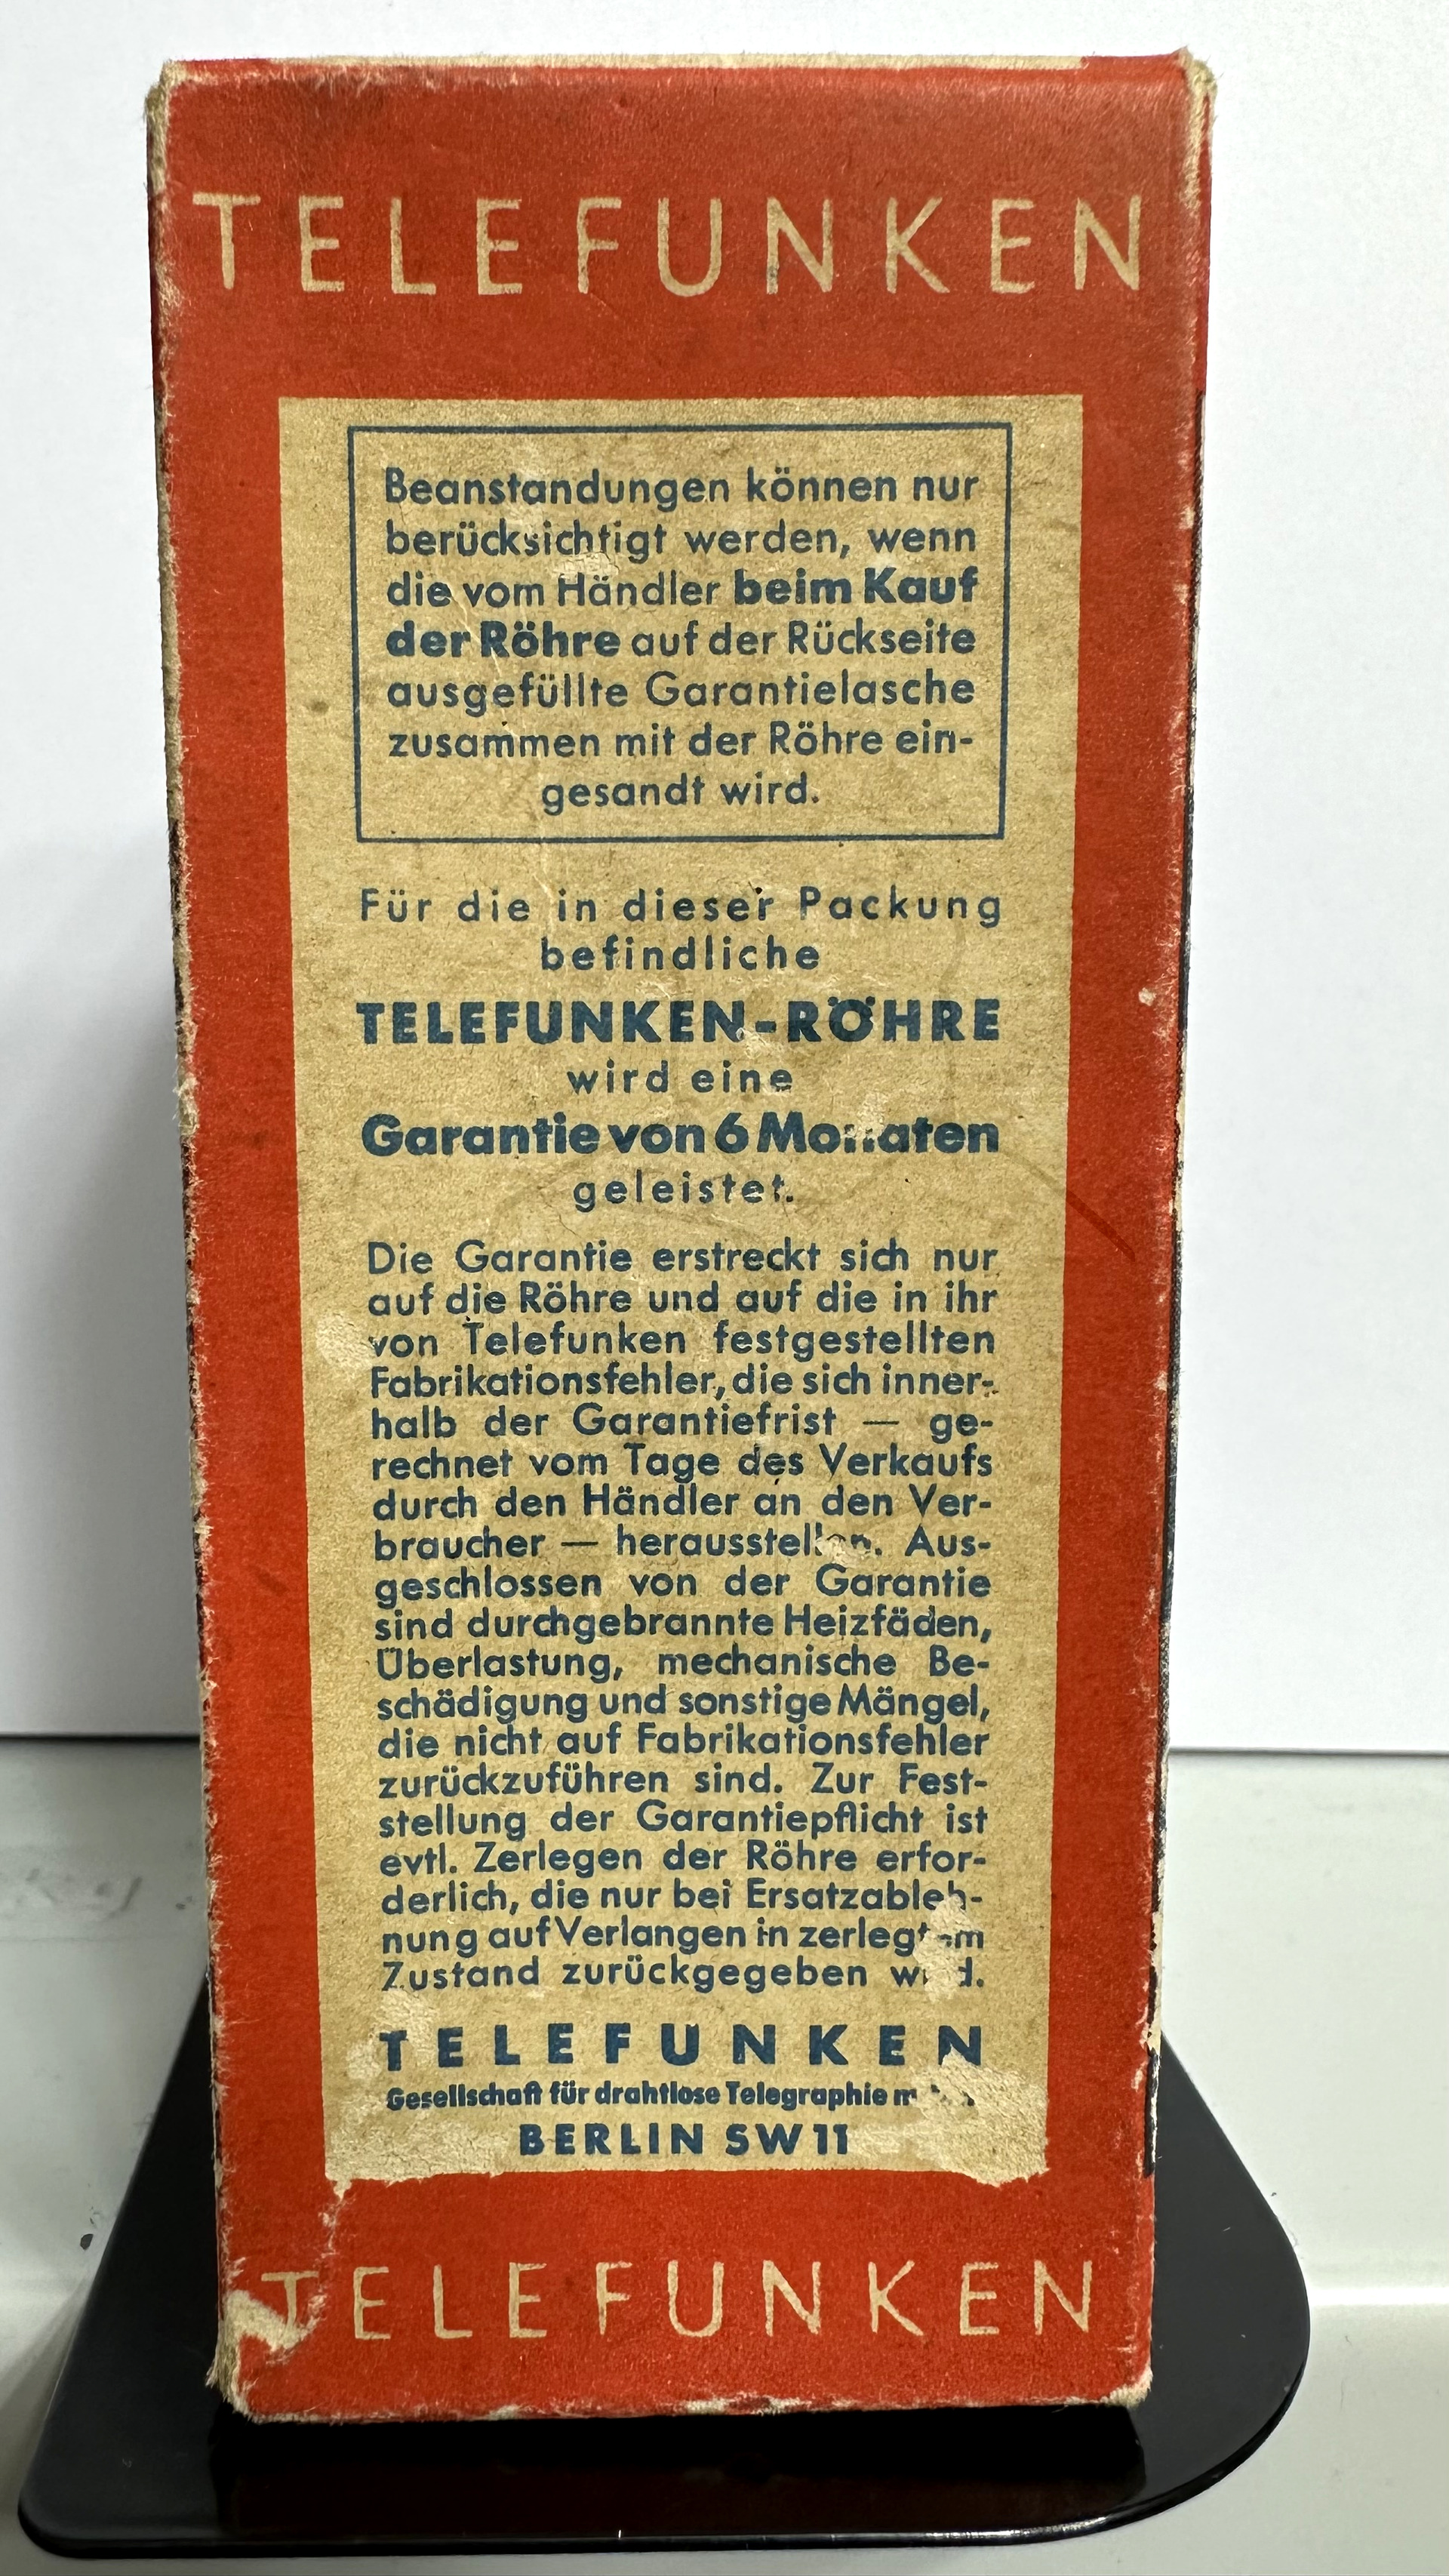 TELEFUNKEN
Beanstandungen können nur
berücksichtigt werden, wenn
die vom Händler beim Kauf
der Röhre auf der Rückseite
ausgefüllte Garantielasche
zusammen mit der Röhre ein-
gesandt wird.
Für die in dieser Packung
befindliche
TELEFUNKEN-RÖHRE
wird eine
Garantie von 6 Monaten
geleistet.
Die Garantie erstreckt sich nur
auf die Röhre und auf die in ihr
von Telefunken festgestellten
Fabrikationsfehler, die sich inner-
halb der Garantiefrist — ge-
rechnet vom Tage des Verkaufs
durch den Händler an den Ver-
braucher — herausstellen. Aus-
geschlossen von der Garantie
sind durchgebrannte Heizfäden,
Überlastung, mechanische Be-
schädigung und sonstige Mängel,
die nicht auf Fabrikationsfehler
zurückzuführen sind. Zur Fest-
stellung der Garantiepflicht ist
evtl. Zerlegen der Röhre erfor-
derlich, die nur bei Ersatzableh-
nung auf Verlangen in zerlegtem
Zustand zurückgegeben wird.
TELEFUNKEN
Gesellschaft für drahtlose Telegraphie
BERLIN SW 11
TELEFUNKEN